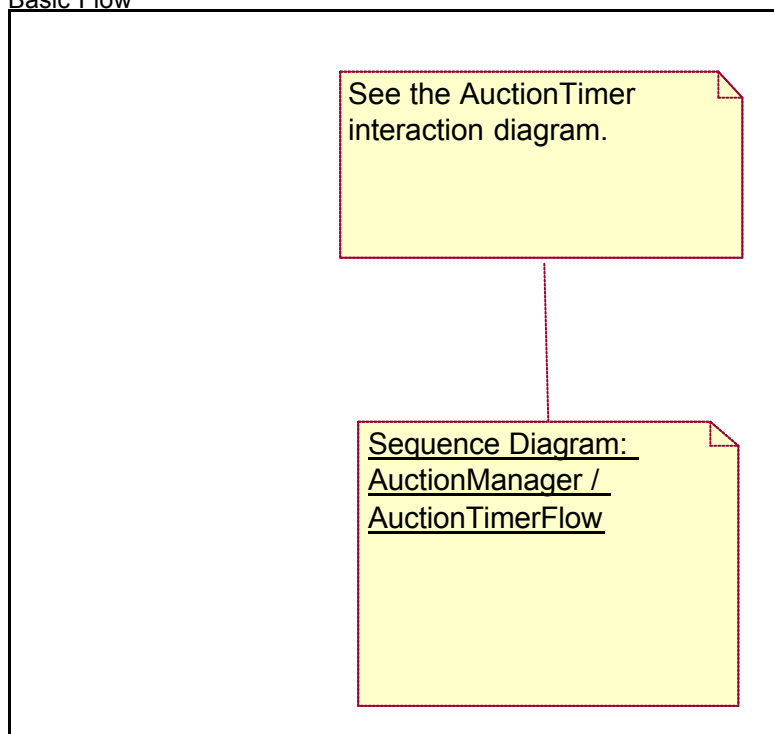 Basic Flow
See the AuctionTimer
interaction diagram.
Sequence Diagram:
AuctionManager /
AuctionTimerFlow